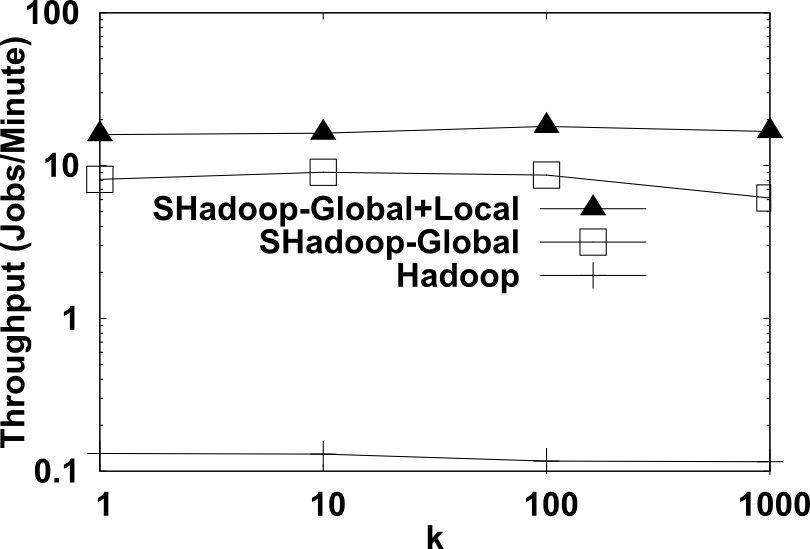 100
10
1
0.1
Throughput (Jobs/Minute)
SHadoop-Global+Local
SHadoop-Global
Hadoop
1 10 100 1000
k